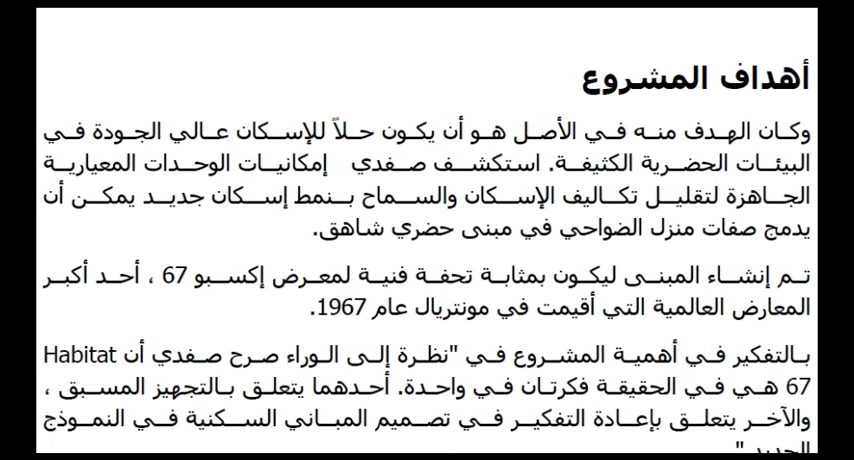 أهداف المشروع
وكان الهدف منه في الأصل هو أن يكون حلاً للإسكان عالي الجودة في
البيئات الحضرية الكثيفة. استكشف صفدي إمكانيات الوحدات المعيارية
الجاهزة لتقليل تكاليف الإسكان والسماح بنمط إسكان جديد يمكن أن
يدمج صفات منزل الضواحي في مبنى حضري شاهق.
تم إنشاء المبنى ليكون بمثابة تحفة فنية لمعرض إكسبو 67 ، أحد أكبر
المعارض العالمية التي أقيمت في مونتريال عام 1967.
بالتفكير في أهمية المشروع في "نظرة إلى الوراء صرح صفدي أن Habitat
67 هي في الحقيقة فكرتان في واحدة. أحدهما يتعلق بالتجهيز المسبق ،
والآخر يتعلق بإعادة التفكير في تصميم المباني السكنية في النموذج